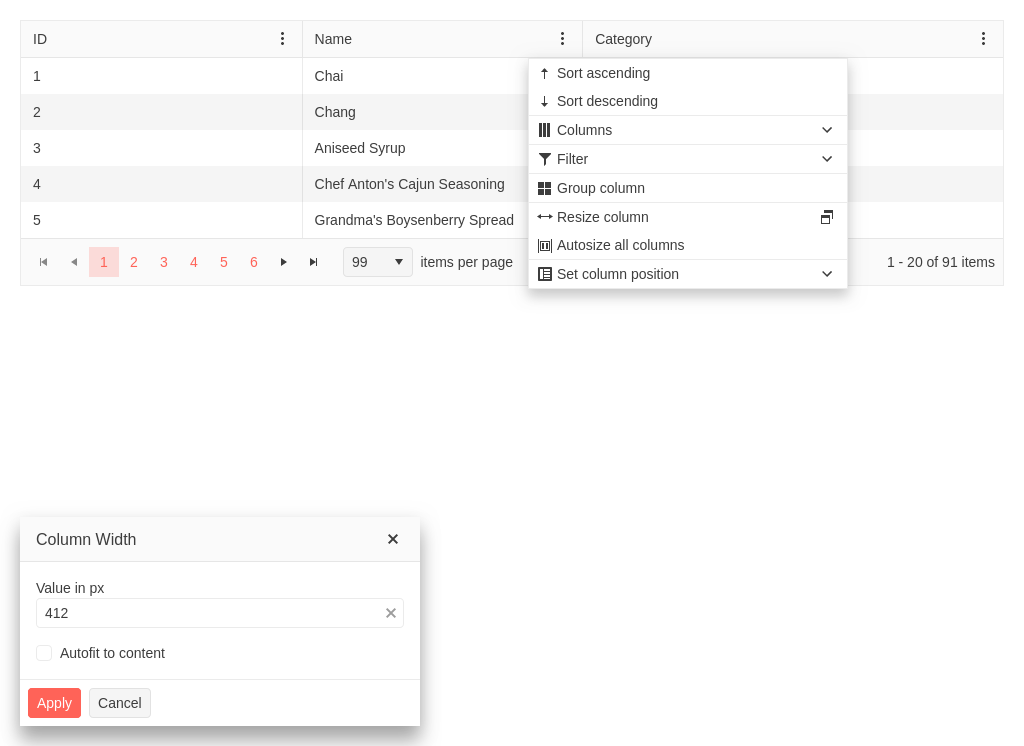 ID Name Category
1 Chai
2 Chang
3 Aniseed Syrup
4 Chef Anton's Cajun Seasoning
5 Grandma's Boysenberry Spread
Sort ascending
Sort descending
Columns
Filter
Group column
Resize column
Autosize all columns
Set column position
1 2 3 4 5 6 99 items per page 1 - 20 of 91 items
Column Width
Value in px
412
Autofit to content
Apply Cancel